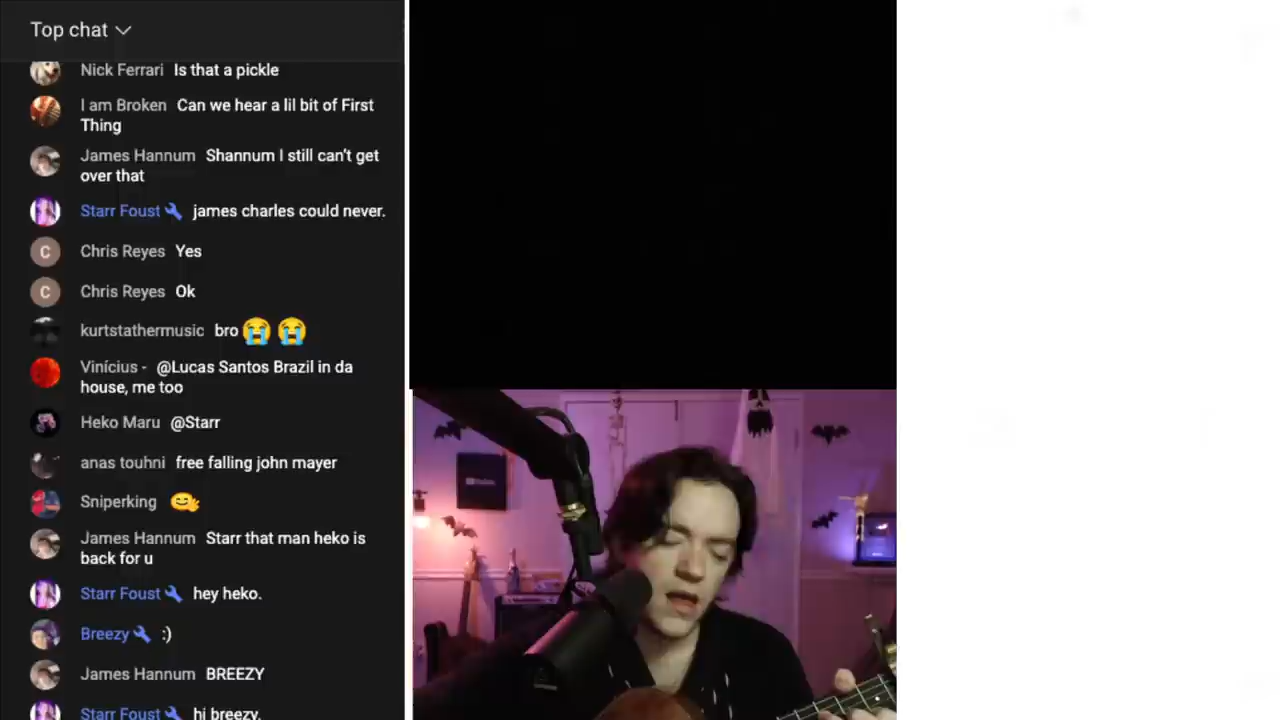 Top chat
Nick Ferrari Is that a pickle
I am Broken Can we hear a lil bit of First
Thing
James Hannum Shannum I still can't get
over that
Starr Foust james charles could never.
Chris Reyes Yes
Chris Reyes Ok
kurtstathermusic bro😭😭
Vinícius - @Lucas Santos Brazil in da
house, me too
Heko Maru @Starr
anas touhni free falling john mayer
Sniperking
James Hannum Starr that man heko is
back for u
Starr Foust hey heko.
Breezy :)
James Hannum BREEZY
Starr Foust hi breezy.